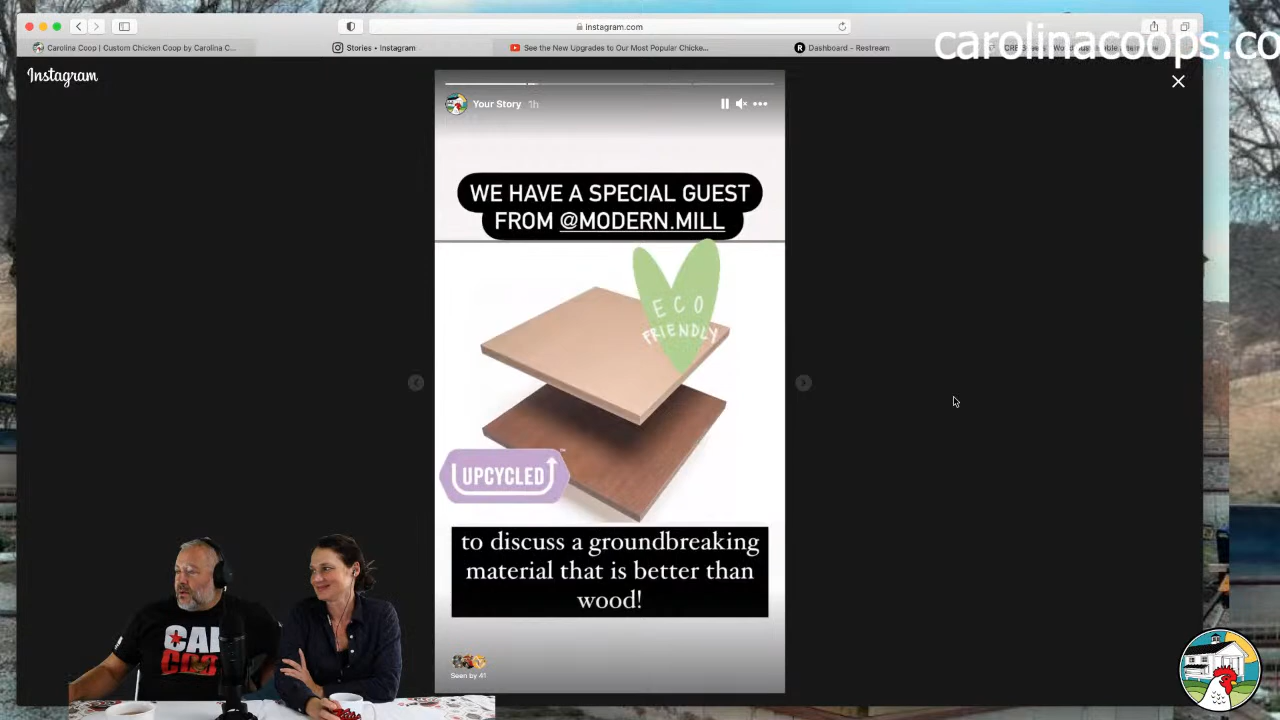 instagram.com
Carolina Coop | Custom Chicken Coop by Carolina C...
Stories • Instagram
See the New Upgrades to Our Most Popular Chicke...
Dashboard - Restream
carolinacoops.co
Instagram
Your Story 1h
WE HAVE A SPECIAL GUEST
FROM @MODERN.MILL
ECO
FRIENDLY
UPCYCLED
to discuss a groundbreaking
material that is better than
wood!
Seen by 41